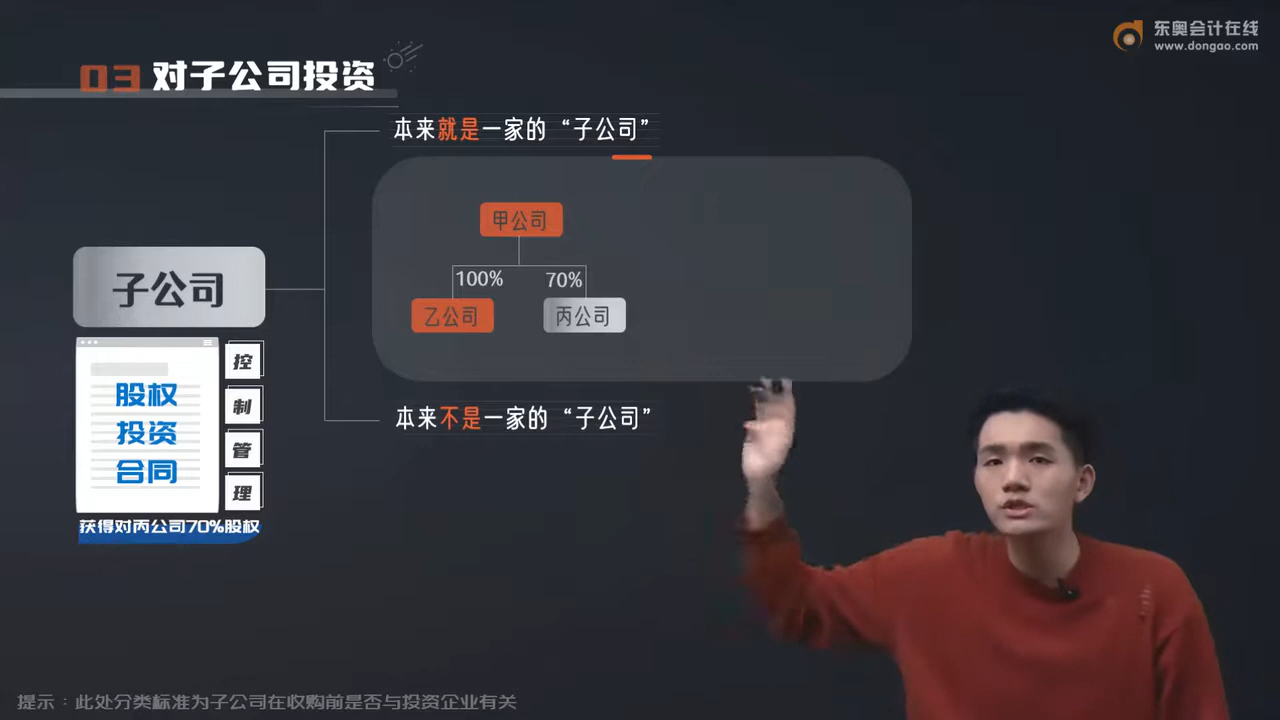 东奥会计在线
www.dongao.com
03 对子公司投资
本来就是一家的“子公司”
甲公司
100% 70%
乙公司 丙公司
子公司
股权
投资
合同
控
制
管
理
获得对丙公司70%股权
本来不是一家的“子公司”
提示：此处分类标准为子公司在收购前是否与投资企业有关